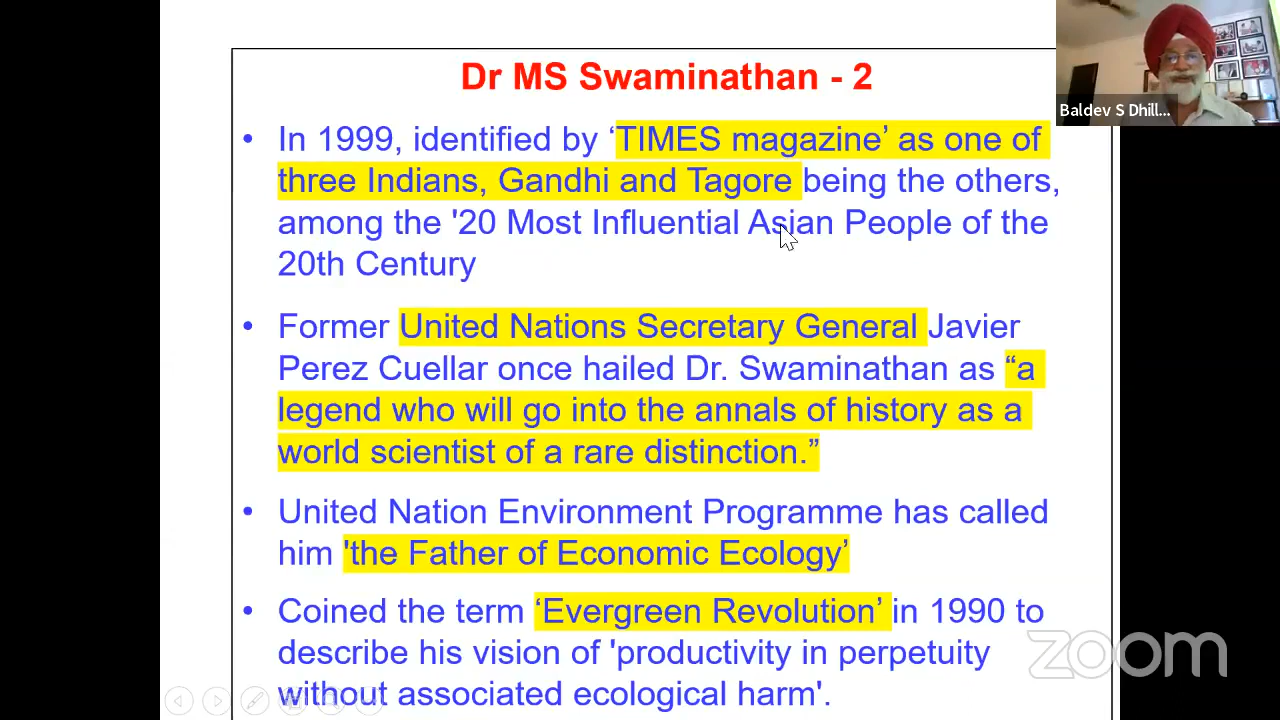 Dr MS Swaminathan - 2
• In 1999, identified by ‘TIMES magazine’ as one of
three Indians, Gandhi and Tagore being the others,
among the '20 Most Influential Asian People of the
20th Century
• Former United Nations Secretary General Javier
Perez Cuellar once hailed Dr. Swaminathan as “a
legend who will go into the annals of history as a
world scientist of a rare distinction.”
• United Nation Environment Programme has called
him 'the Father of Economic Ecology’
• Coined the term ‘Evergreen Revolution’ in 1990 to
describe his vision of 'productivity in perpetuity
without associated ecological harm'.
Baldev S Dhill...
zoom